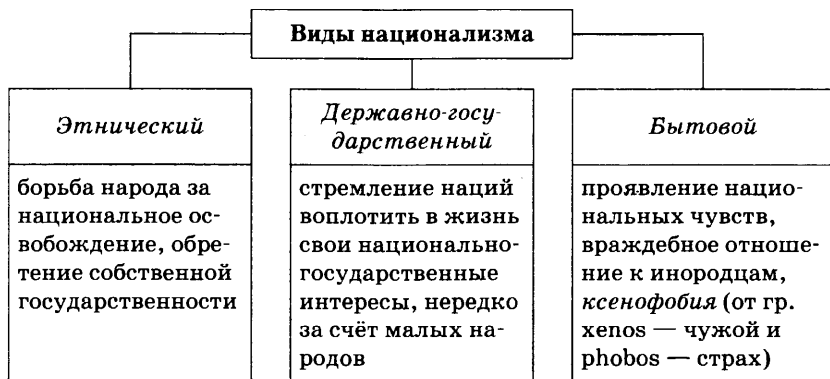 Виды национализма
Этнический
борьба народа за
национальное ос-
вобождение, обре-
тение собственной
государственности
Державно-госу-
дарственный
стремление наций
воплотить в жизнь
свои национально-
государственные
интересы, нередко
за счёт малых на-
родов
Бытовой
проявление нацио-
нальных чувств,
враждебное отноше-
ние к инородцам,
ксенофобия (от гр.
xenos — чужой и
phobos — страх)